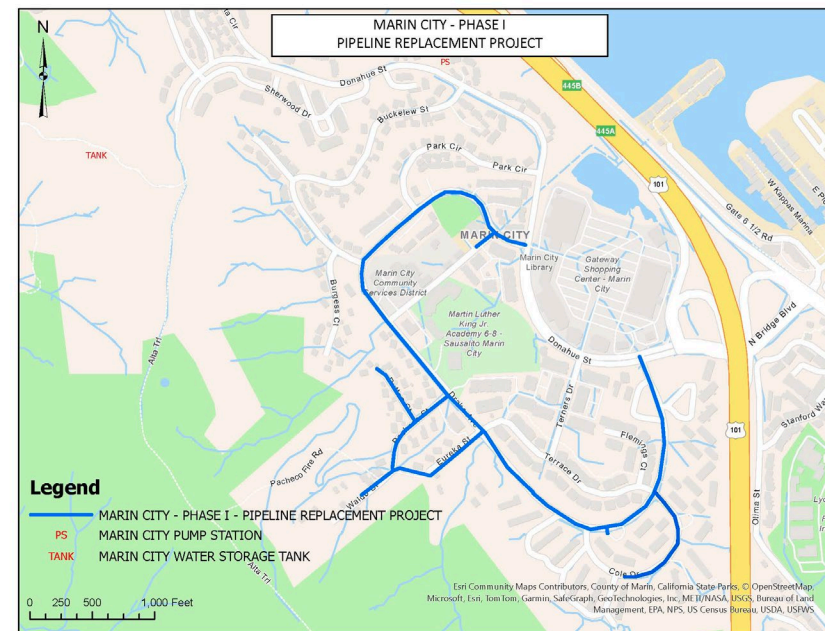 MARIN CITY - PHASE I
PIPELINE REPLACEMENT PROJECT
N
PS
Donahue St
445B
Sherwood Dr
Buckelew St
445A
TANK
Park Cir
Park Cir
101
W Kappas Marina
Gate 6 1/2 Rd
MARIN CITY
Marin City
Library
Gateway
Shopping
Center - Marin
City
Marin City
Community
Services District
Burgess Ct
Martin Luther
King Jr
Academy 6-8 -
Sausalito Marin
City
N Bridge Blvd
Alta Trl
Donahue St
Terners Dr
Drake Ave
Flemings Ct
101
Eureka St
Terrace Dr
Pacheco Fire Rd
Olima St
Cole Dr
Alta Trl
Legend
MARIN CITY - PHASE I - PIPELINE REPLACEMENT PROJECT
PS MARIN CITY PUMP STATION
TANK MARIN CITY WATER STORAGE TANK
0 250 500 1,000 Feet
Esri Community Maps Contributors, County of Marin, California State Parks, © OpenStreetMap,
Microsoft, Esri, TomTom, Garmin, SafeGraph, GeoTechnologies, Inc, METI/NASA, USGS, Bureau of Land
Management, EPA, NPS, US Census Bureau, USDA, USFWS